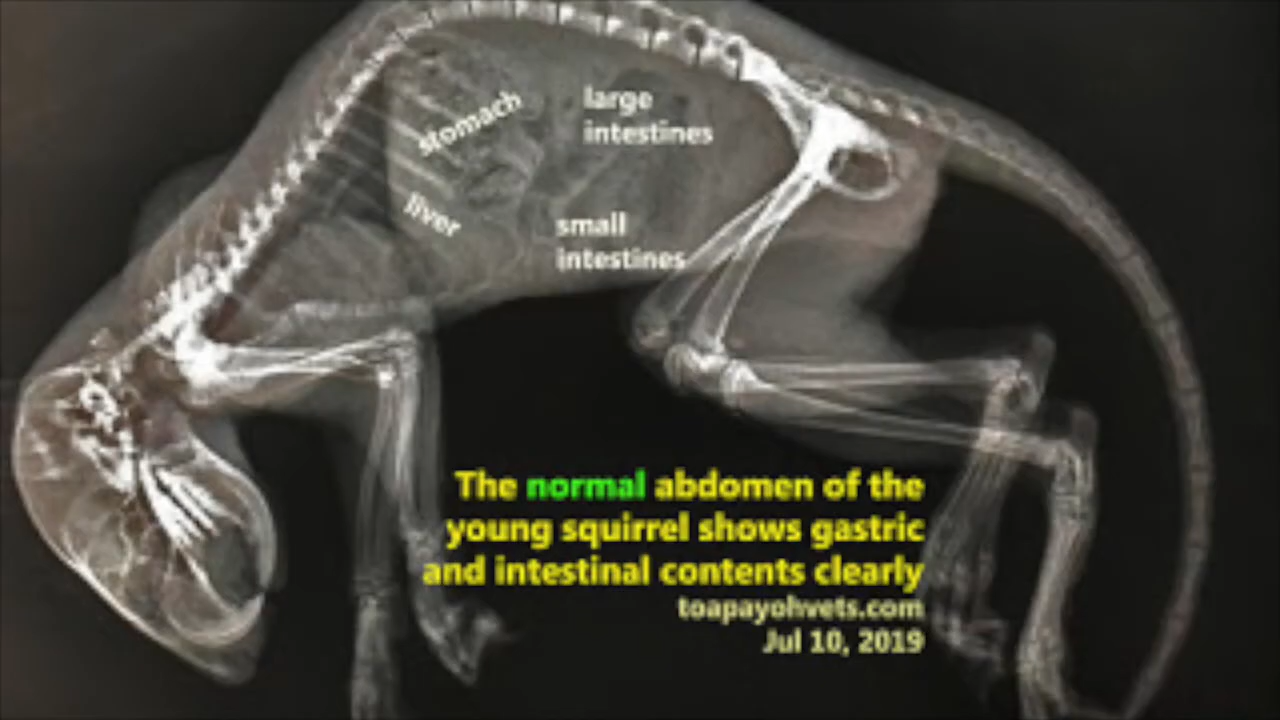 stomach
large
intestines
liver
small
intestines
The normal abdomen of the
young squirrel shows gastric
and intestinal contents clearly
toapayohvets.com
Jul 10, 2019